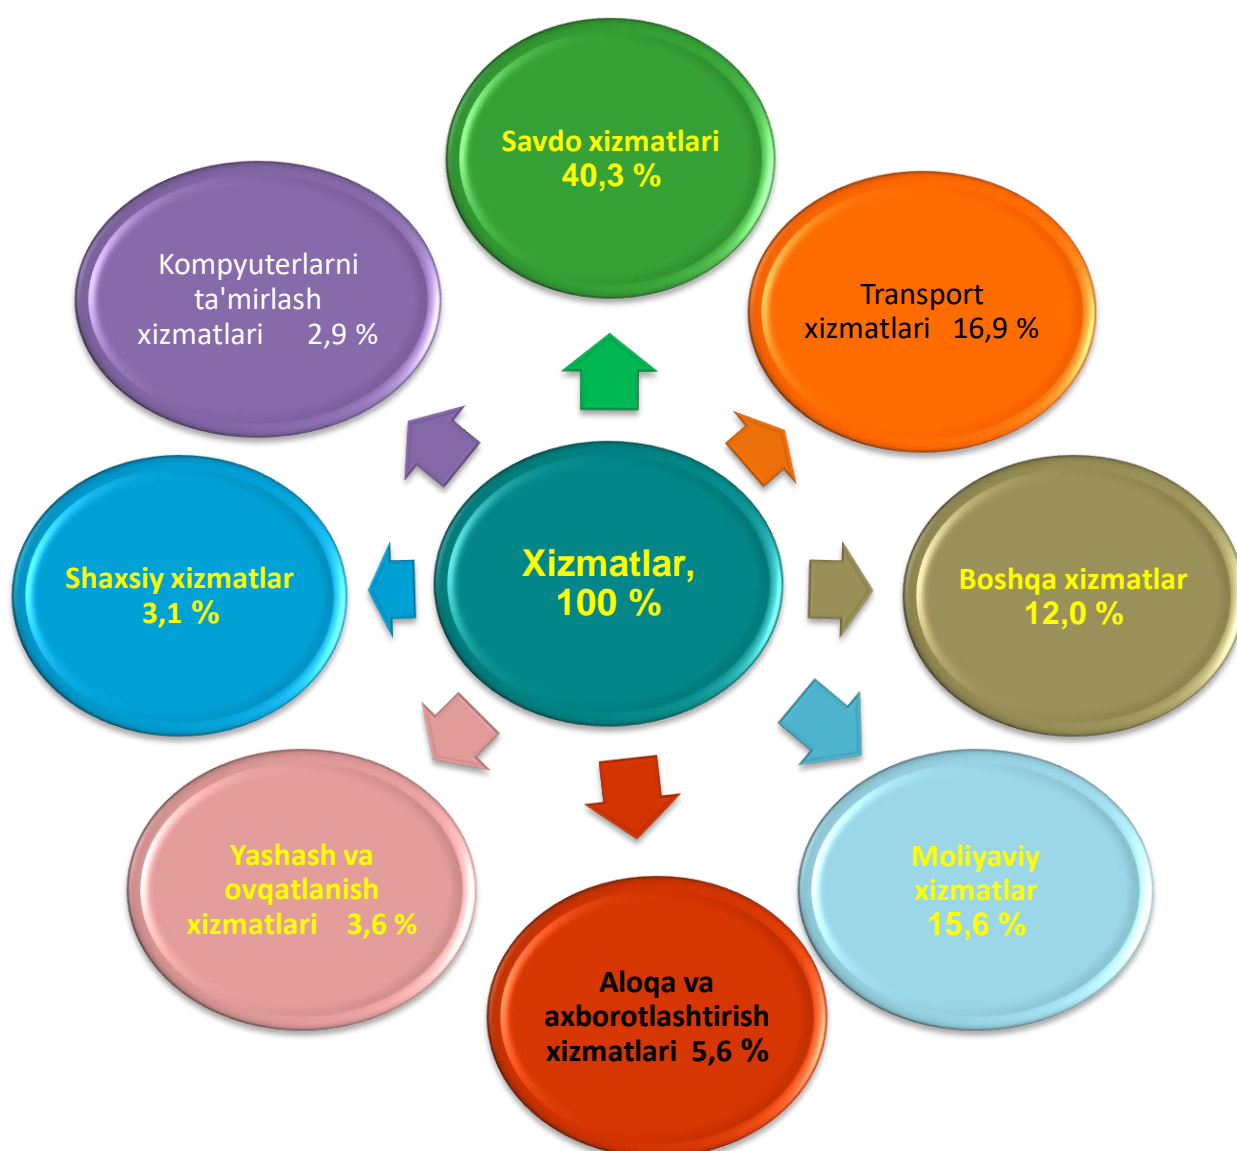 Savdo xizmatlari
40,3 %
Transport
xizmatlari 16,9 %
Boshqa xizmatlar
12,0 %
Moliyaviy
xizmatlar
15,6 %
Aloqa va
axborotlashtirish
xizmatlari 5,6 %
Yashash va
ovqatlanish
xizmatlari 3,6 %
Shaxsiy xizmatlar
3,1 %
Kompyuterlarni
ta'mirlash
xizmatlari 2,9 %
Xizmatlar,
100 %